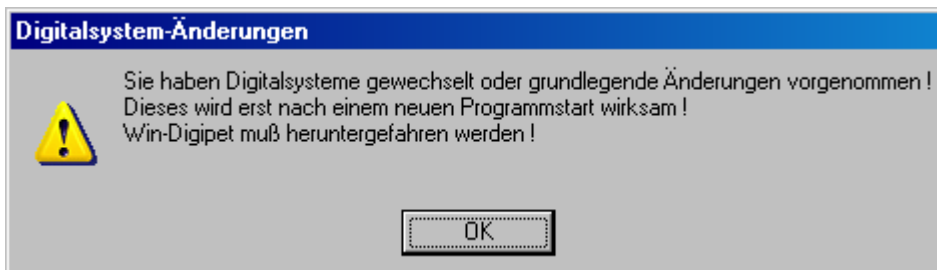 Digitalsystem-Änderungen
Sie haben Digitalsysteme gewechselt oder grundlegende Änderungen vorgenommen !
Dieses wird erst nach einem neuen Programmstart wirksam !
Win-Digipet muß heruntergefahren werden !
OK